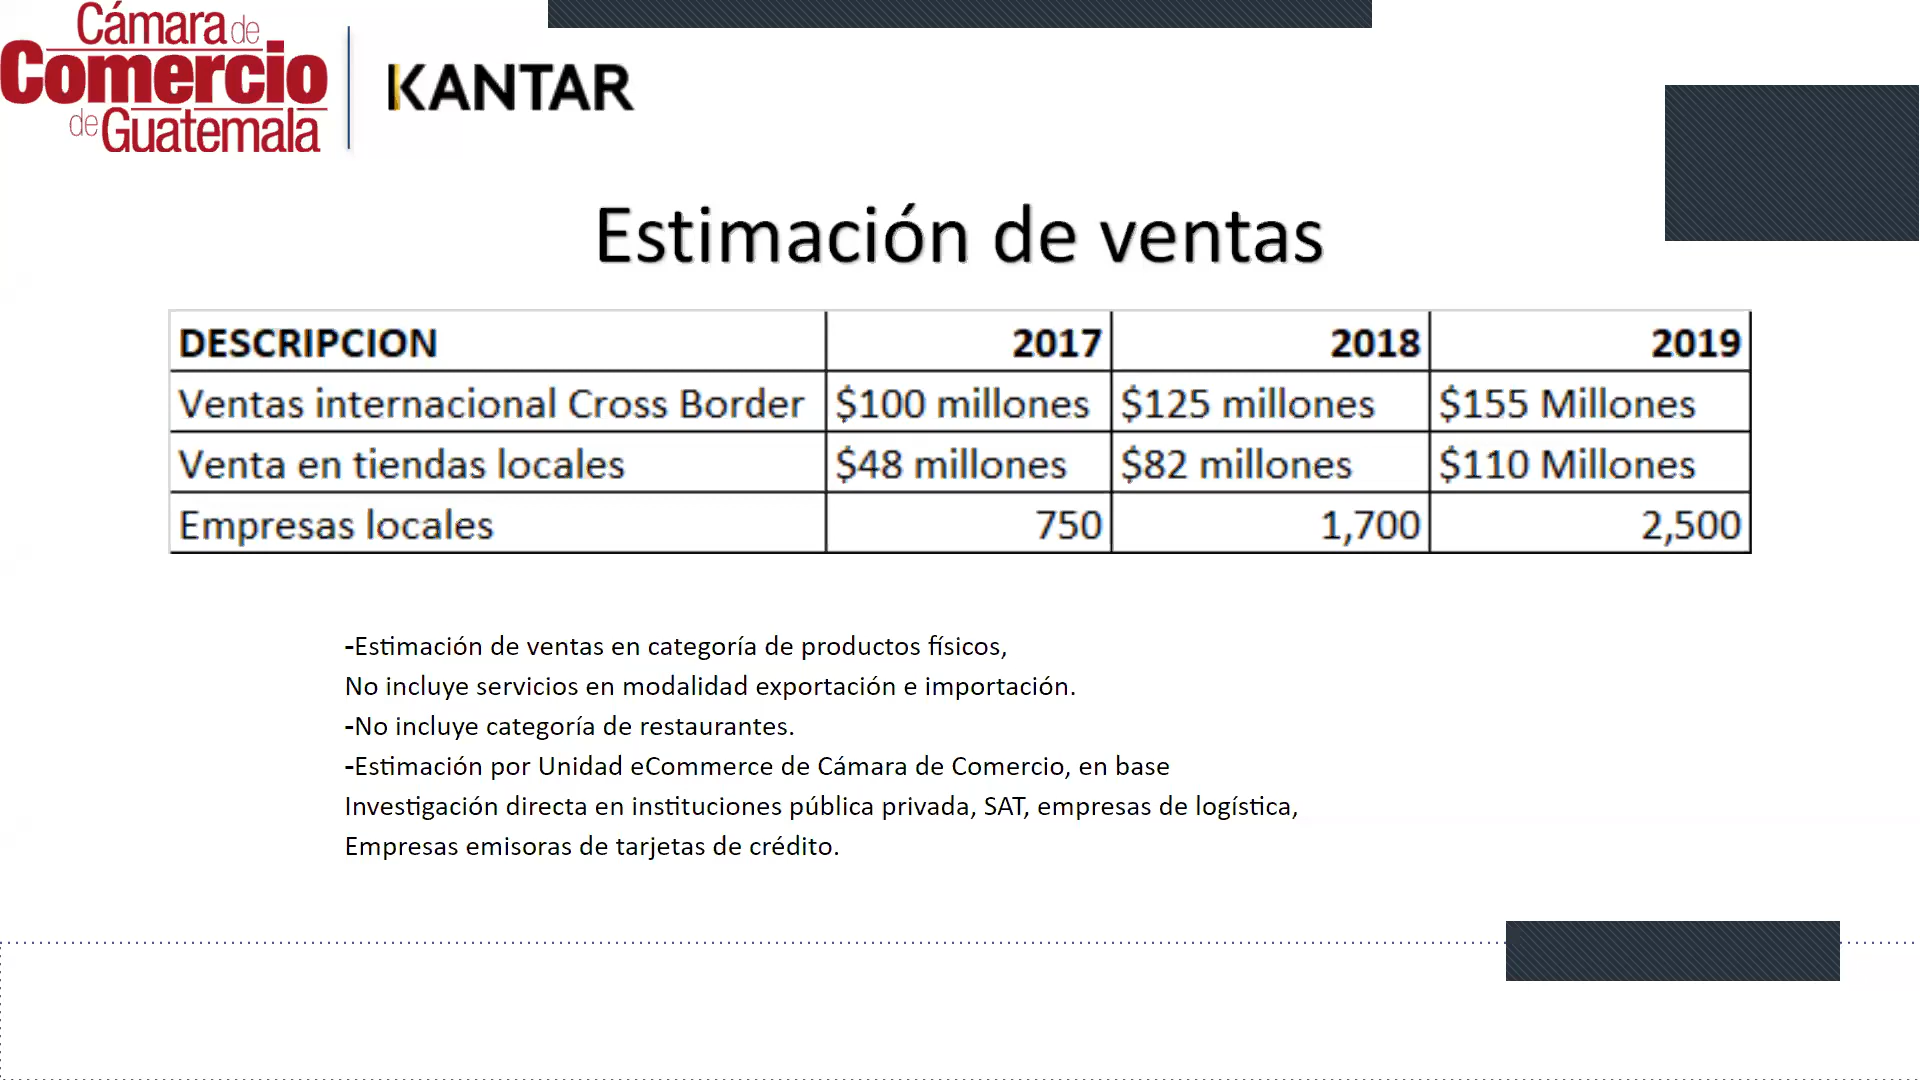 Cámara de
Comercio
de Guatemala
KANTAR
Estimación de ventas
DESCRIPCION 2017 2018 2019
Ventas internacional Cross Border $100 millones $125 millones $155 Millones
Venta en tiendas locales $48 millones $82 millones $110 Millones
Empresas locales 750 1,700 2,500
-Estimación de ventas en categoría de productos físicos,
No incluye servicios en modalidad exportación e importación.
-No incluye categoría de restaurantes.
-Estimación por Unidad eCommerce de Cámara de Comercio, en base
Investigación directa en instituciones pública privada, SAT, empresas de logística,
Empresas emisoras de tarjetas de crédito.